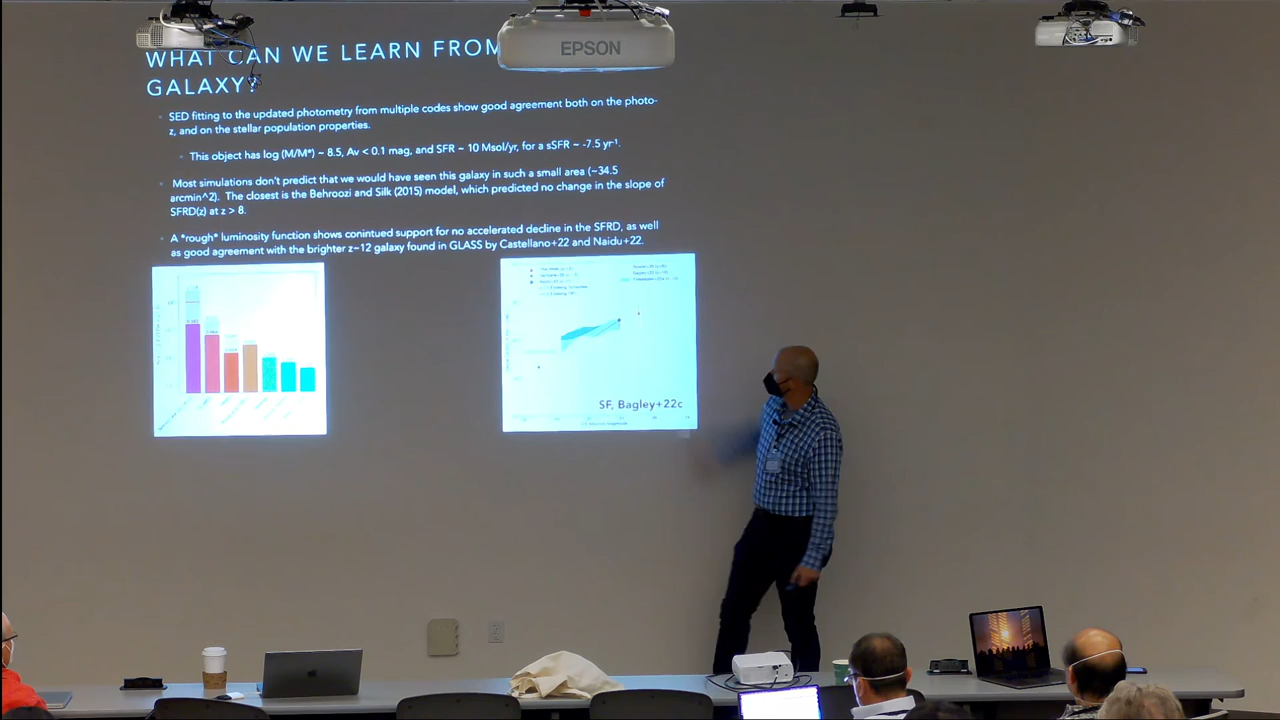 WHAT CAN WE LEARN FROM
GALAXY?
SED fitting to the updated photometry from multiple codes show good agreement both on the photo-
z, and on the stellar population properties.
This object has log (M/M*) ~ 8.5, Av < 0.1 mag, and SFR ~ 10 Msol/yr, for a sSFR ~ -7.5 yr⁻¹.
Most simulations don't predict that we would have seen this galaxy in such a small area (~34.5
arcmin^2). The closest is the Behroozi and Silk (2015) model, which predicted no change in the slope of
SFRD(z) at z > 8.
A *rough* luminosity function shows conintued support for no accelerated decline in the SFRD, as well
as good agreement with the brighter z~12 galaxy found in GLASS by Castellano+22 and Naidu+22.
SF, Bagley+22c
EPSON